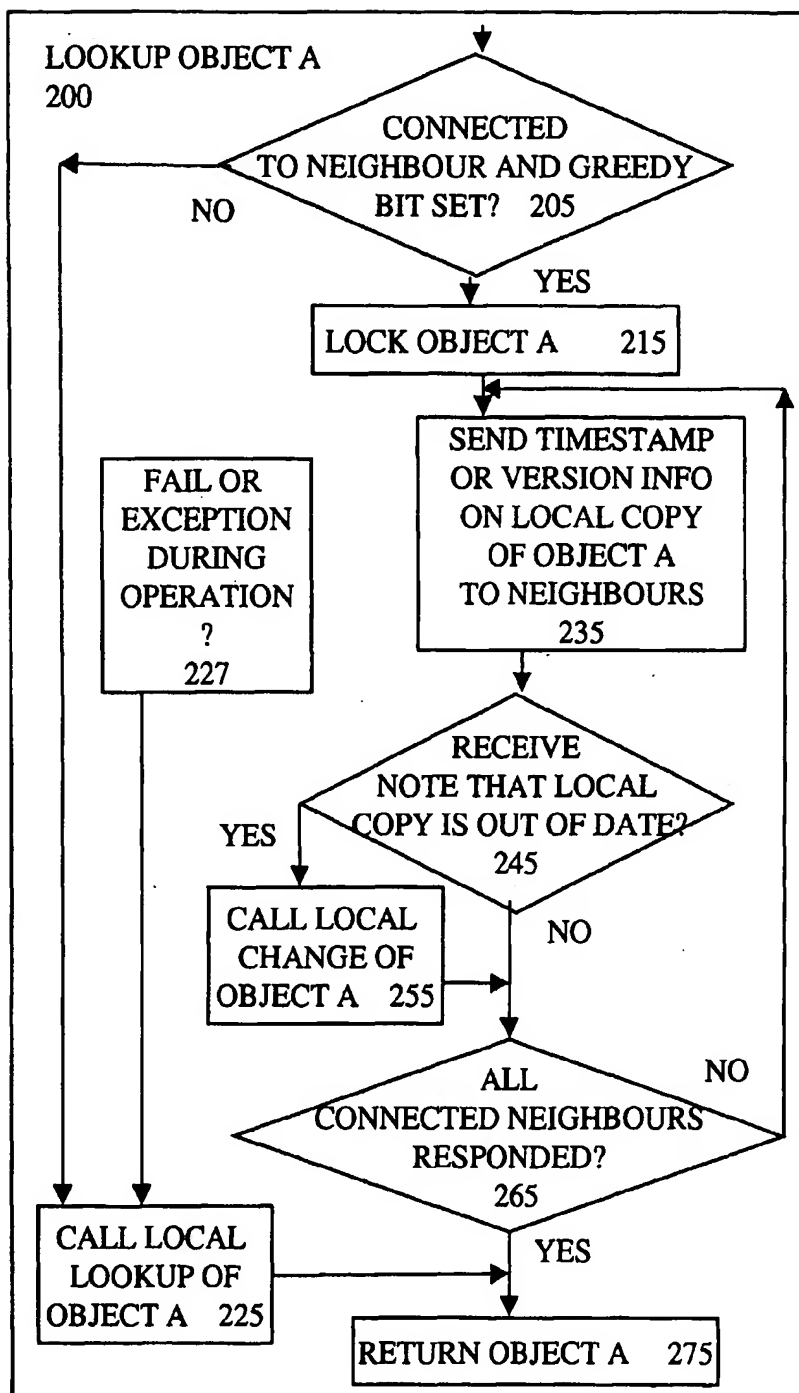 LOOKUP OBJECT A
200
CONNECTED
TO NEIGHBOUR AND GREEDY
BIT SET? 205
NO
YES
LOCK OBJECT A 215
SEND TIMESTAMP
OR VERSION INFO
ON LOCAL COPY
OF OBJECT A
TO NEIGHBOURS
235
FAIL OR
EXCEPTION
DURING
OPERATION
?
227
RECEIVE
NOTE THAT LOCAL
COPY IS OUT OF DATE?
245
YES
NO
CALL LOCAL
CHANGE OF
OBJECT A 255
ALL
CONNECTED NEIGHBOURS
RESPONDED?
265
NO
YES
CALL LOCAL
LOOKUP OF
OBJECT A 225
RETURN OBJECT A 275